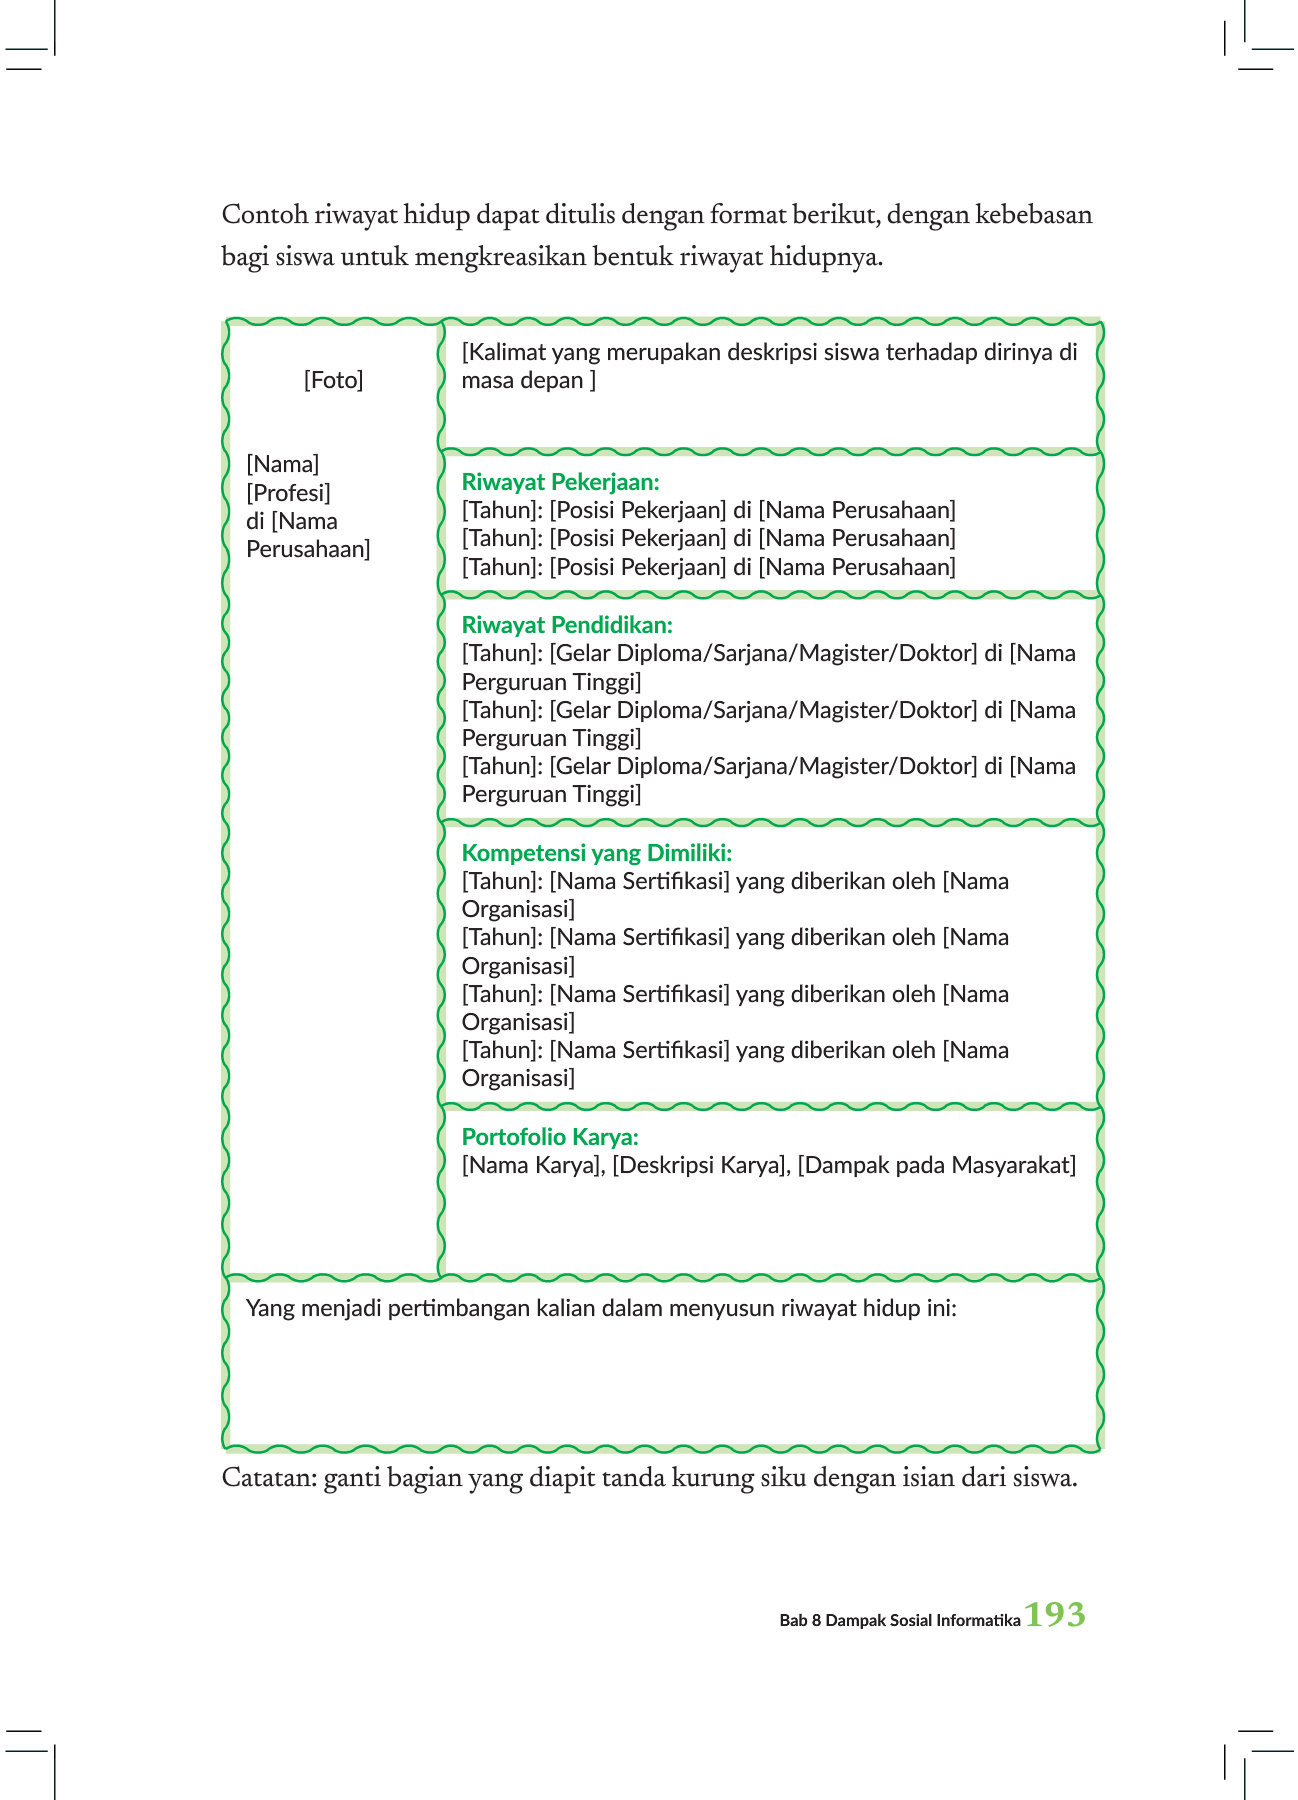 Contoh riwayat hidup dapat ditulis dengan format berikut, dengan kebebasan
bagi siswa untuk mengkreasikan bentuk riwayat hidupnya.
[Foto]
[Nama]
[Profesi]
di [Nama
Perusahaan]
[Kalimat yang merupakan deskripsi siswa terhadap dirinya di
masa depan ]
Riwayat Pekerjaan:
[Tahun]: [Posisi Pekerjaan] di [Nama Perusahaan]
[Tahun]: [Posisi Pekerjaan] di [Nama Perusahaan]
[Tahun]: [Posisi Pekerjaan] di [Nama Perusahaan]
Riwayat Pendidikan:
[Tahun]: [Gelar Diploma/Sarjana/Magister/Doktor] di [Nama
Perguruan Tinggi]
[Tahun]: [Gelar Diploma/Sarjana/Magister/Doktor] di [Nama
Perguruan Tinggi]
[Tahun]: [Gelar Diploma/Sarjana/Magister/Doktor] di [Nama
Perguruan Tinggi]
Kompetensi yang Dimiliki:
[Tahun]: [Nama Sertifikasi] yang diberikan oleh [Nama
Organisasi]
[Tahun]: [Nama Sertifikasi] yang diberikan oleh [Nama
Organisasi]
[Tahun]: [Nama Sertifikasi] yang diberikan oleh [Nama
Organisasi]
[Tahun]: [Nama Sertifikasi] yang diberikan oleh [Nama
Organisasi]
Portofolio Karya:
[Nama Karya], [Deskripsi Karya], [Dampak pada Masyarakat]
Yang menjadi pertimbangan kalian dalam menyusun riwayat hidup ini:
Catatan: ganti bagian yang diapit tanda kurung siku dengan isian dari siswa.
Bab 8 Dampak Sosial Informatika 193